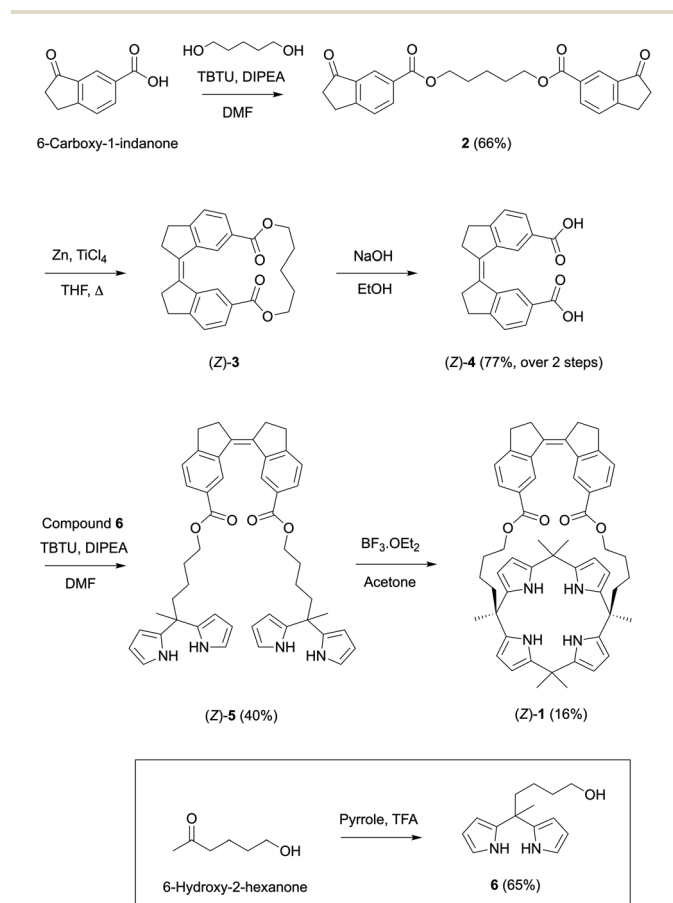 HO OH
TBTU, DIPEA
DMF
O O OH
6-Carboxy-1-indanone
O O O O O O
2 (66%)
Zn, TiCl4
THF, Δ
O O O O
(Z)-3
NaOH
EtOH
OH O O OH
(Z)-4 (77%, over 2 steps)
Compound 6
TBTU, DIPEA
DMF
O O O O
NH HN NH HN
(Z)-5 (40%)
BF3.OEt2
Acetone
O O O O
NH HN
NH HN
(Z)-1 (16%)
O OH
6-Hydroxy-2-hexanone
Pyrrole, TFA
OH
NH HN
6 (65%)